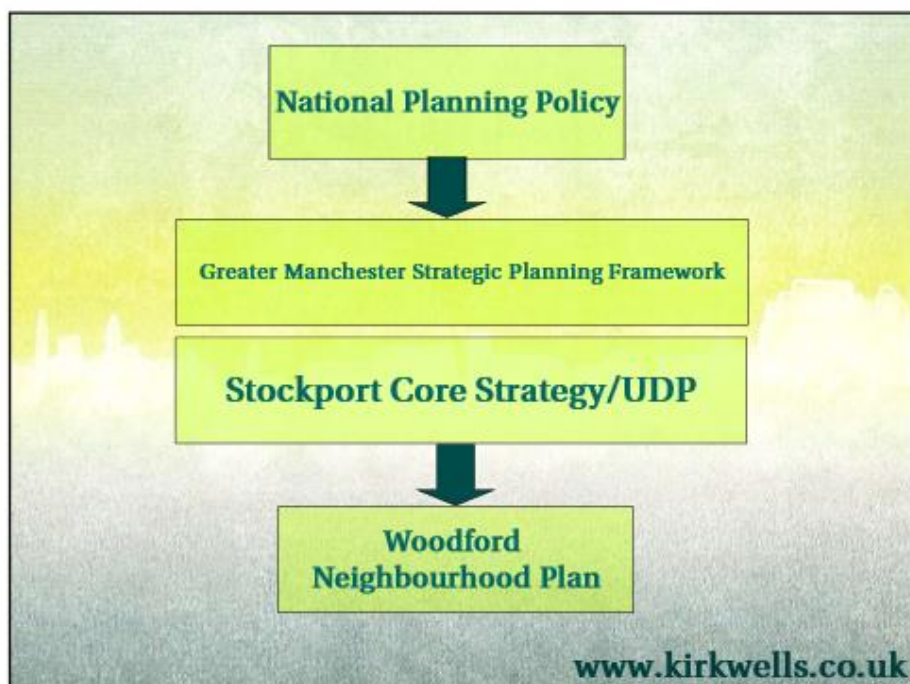 National Planning Policy
Greater Manchester Strategic Planning Framework
Stockport Core Strategy/UDP
Woodford
Neighbourhood Plan
www.kirkwells.co.uk